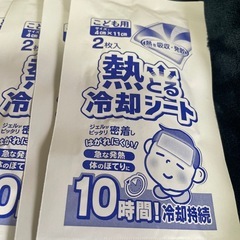 こども用
4cm×11cm
2枚入
熱を吸収・発散
熱とる
冷却シート
ジェルが
ピッタリ密着し
はがれにくい!
急な発熱
体のほてりに
10時間!冷却持続